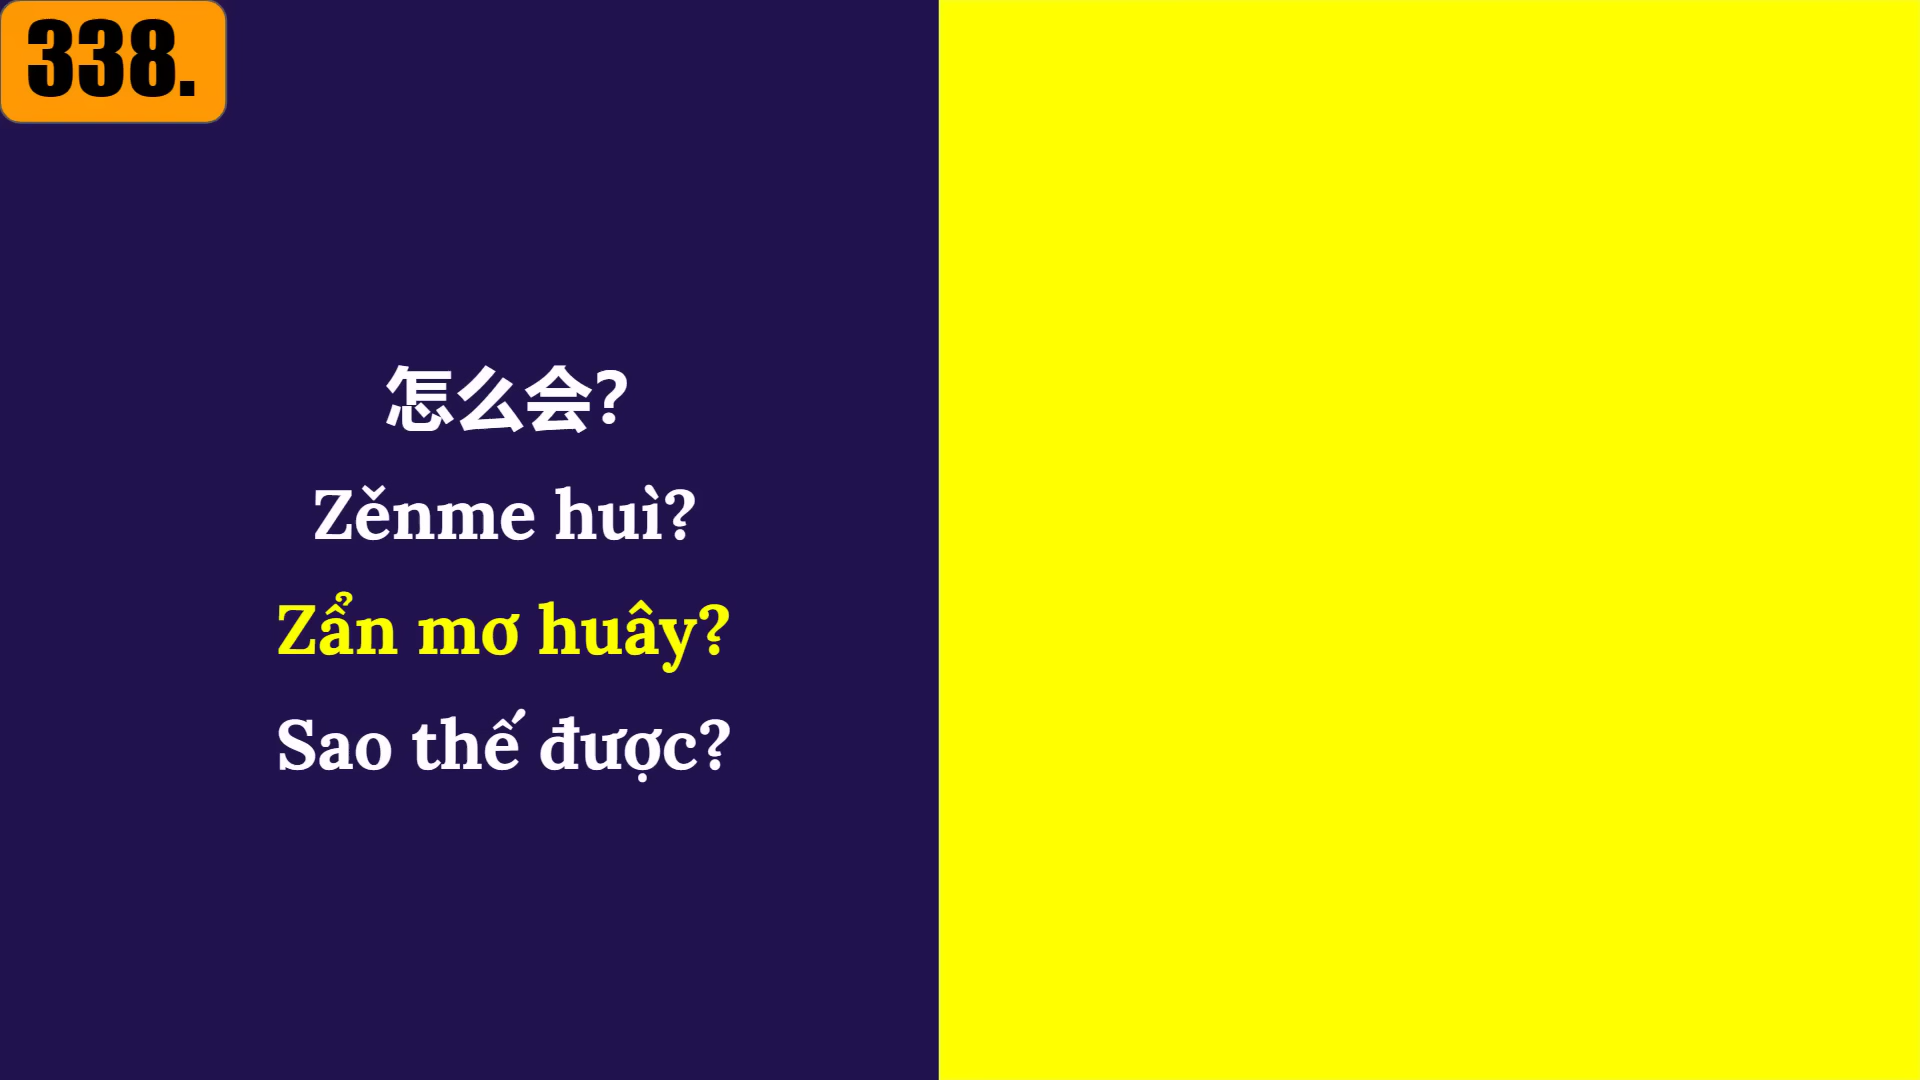 338.
怎么会?
Zěnme huì?
Zẩn mơ huây?
Sao thế được?